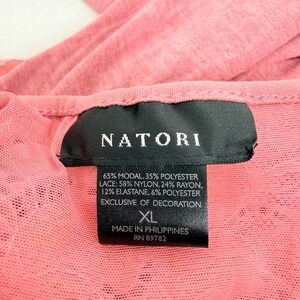 NATORI
65% MODAL, 35% POLYESTER
LACE: 58% NYLON, 24% RAYON,
12% ELASTANE, 6% POLYESTER
EXCLUSIVE OF DECORATION
XL
MADE IN PHILIPPINES
RN 89782